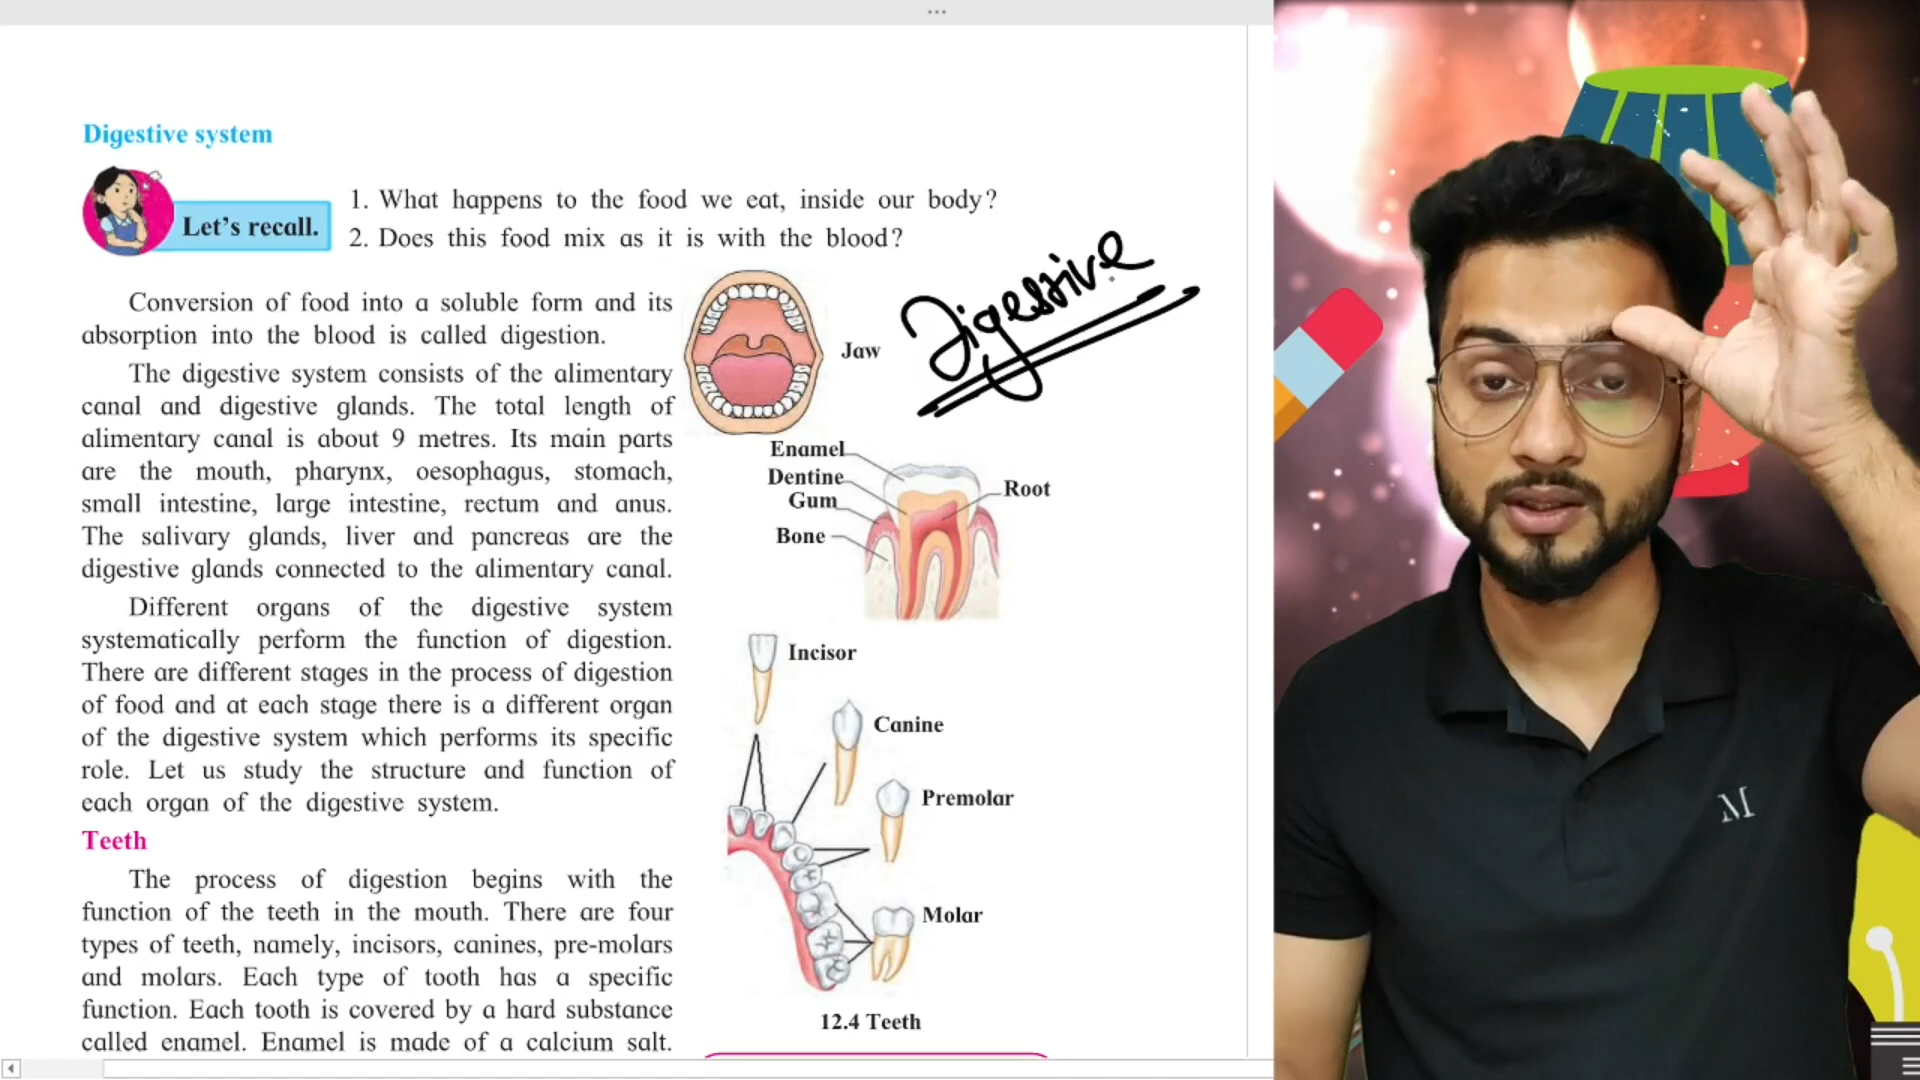 Digestive system
Let's recall.
1. What happens to the food we eat, inside our body?
2. Does this food mix as it is with the blood?
Conversion of food into a soluble form and its
absorption into the blood is called digestion.
The digestive system consists of the alimentary
canal and digestive glands. The total length of
alimentary canal is about 9 metres. Its main parts
are the mouth, pharynx, oesophagus, stomach,
small intestine, large intestine, rectum and anus.
The salivary glands, liver and pancreas are the
digestive glands connected to the alimentary canal.
Different organs of the digestive system
systematically perform the function of digestion.
There are different stages in the process of digestion
of food and at each stage there is a different organ
of the digestive system which performs its specific
role. Let us study the structure and function of
each organ of the digestive system.
Teeth
The process of digestion begins with the
function of the teeth in the mouth. There are four
types of teeth, namely, incisors, canines, pre-molars
and molars. Each type of tooth has a specific
function. Each tooth is covered by a hard substance
called enamel. Enamel is made of a calcium salt.
Jaw
Digestive
Enamel
Dentine
Gum
Bone
Root
Incisor
Canine
Premolar
Molar
12.4 Teeth
M